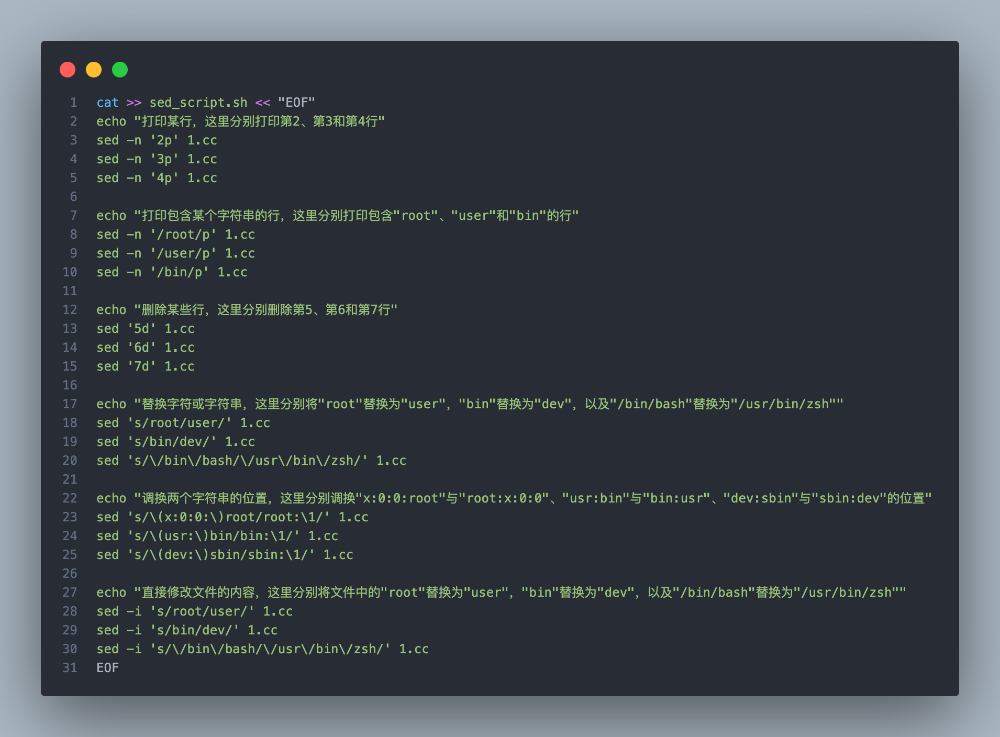 1 cat >> sed_script.sh << "EOF"
2 echo "打印某行，这里分别打印第2、第3和第4行"
3 sed -n '2p' 1.cc
4 sed -n '3p' 1.cc
5 sed -n '4p' 1.cc
6
7 echo "打印包含某个字符串的行，这里分别打印包含"root"、"user"和"bin"的行"
8 sed -n '/root/p' 1.cc
9 sed -n '/user/p' 1.cc
10 sed -n '/bin/p' 1.cc
11
12 echo "删除某些行，这里分别删除第5、第6和第7行"
13 sed '5d' 1.cc
14 sed '6d' 1.cc
15 sed '7d' 1.cc
16
17 echo "替换字符或字符串，这里分别将"root"替换为"user"，"bin"替换为"dev"，以及"/bin/bash"替换为"/usr/bin/zsh""
18 sed 's/root/user/' 1.cc
19 sed 's/bin/dev/' 1.cc
20 sed 's/\/bin\/bash/\/usr\/bin\/zsh/' 1.cc
21
22 echo "调换两个字符串的位置，这里分别调换"x:0:0:root"与"root:x:0:0"、"usr:bin"与"bin:usr"、"dev:sbin"与"sbin:dev"的位置"
23 sed 's/\(x:0:0:\)root/root:\1/' 1.cc
24 sed 's/\(usr:\)bin/bin:\1/' 1.cc
25 sed 's/\(dev:\)sbin/sbin:\1/' 1.cc
26
27 echo "直接修改文件的内容，这里分别将文件中的"root"替换为"user"，"bin"替换为"dev"，以及"/bin/bash"替换为"/usr/bin/zsh""
28 sed -i 's/root/user/' 1.cc
29 sed -i 's/bin/dev/' 1.cc
30 sed -i 's/\/bin\/bash/\/usr\/bin\/zsh/' 1.cc
31 EOF